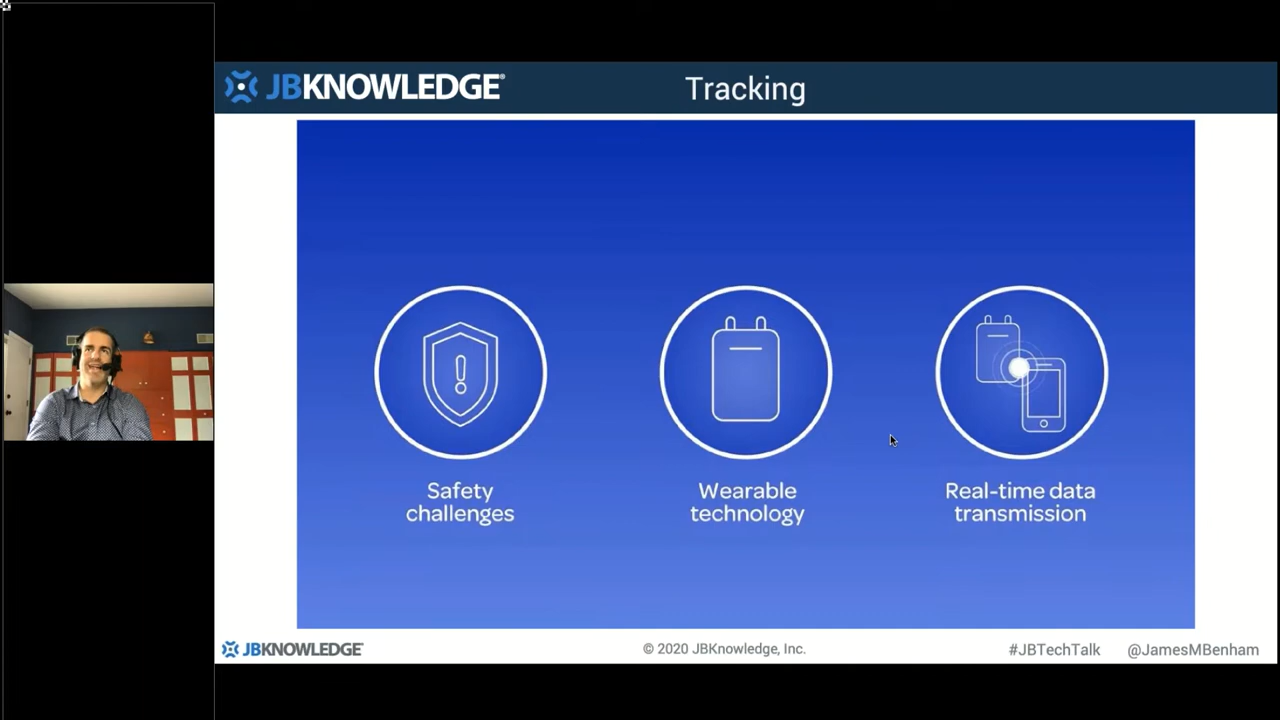 JBKNOWLEDGE®
Tracking
Safety
challenges
Wearable
technology
Real-time data
transmission
JBKNOWLEDGE
© 2020 JBKnowledge, Inc.
#JBTechTalk
@JamesMBenham